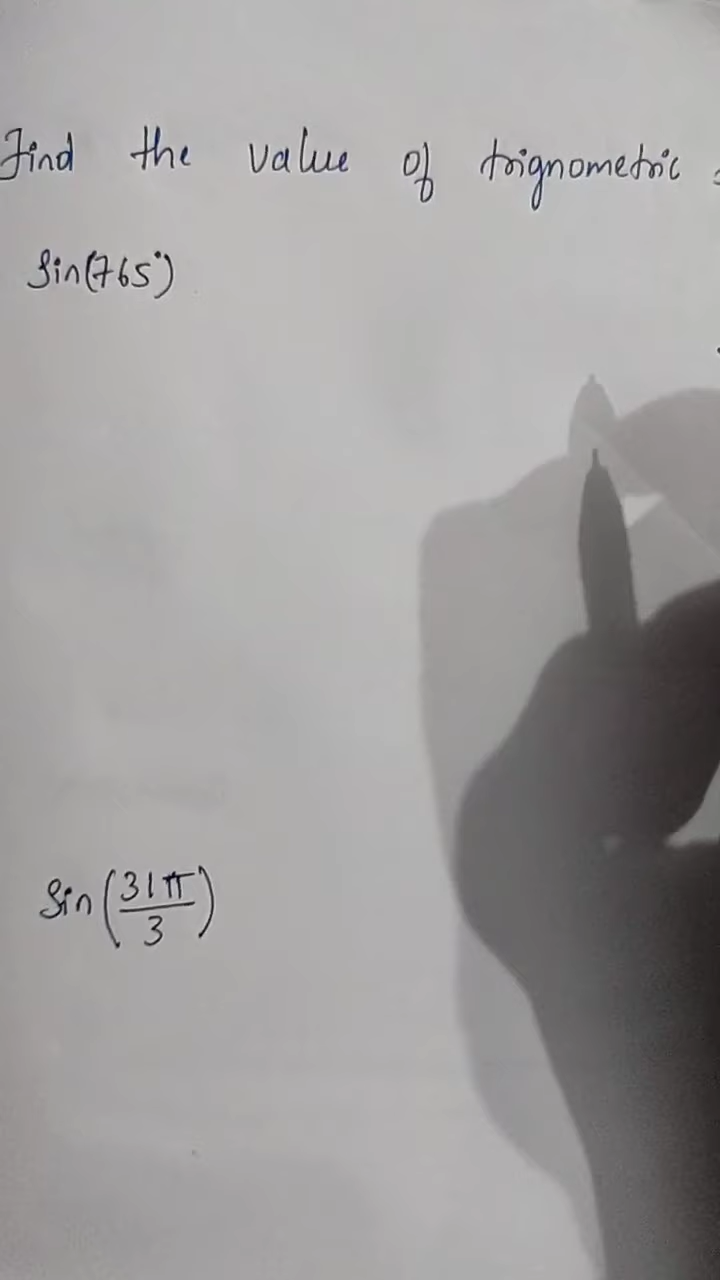 Find the value of trignometric
sin(765°)
sin(31π/3)